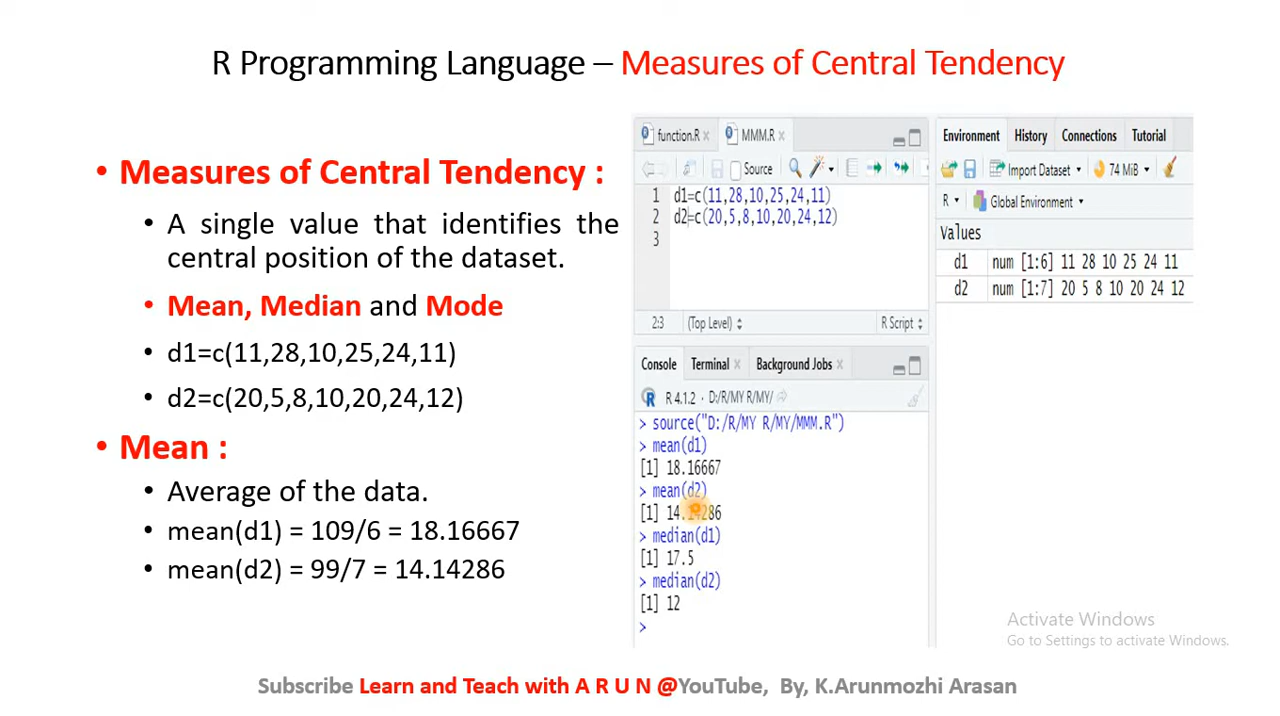 R Programming Language – Measures of Central Tendency
• Measures of Central Tendency :
• A single value that identifies the
central position of the dataset.
• Mean, Median and Mode
• d1=c(11,28,10,25,24,11)
• d2=c(20,5,8,10,20,24,12)
• Mean :
• Average of the data.
• mean(d1) = 109/6 = 18.16667
• mean(d2) = 99/7 = 14.14286
function.R MMM.R
Source
1 d1=c(11,28,10,25,24,11)
2 d2=c(20,5,8,10,20,24,12)
3
2:3 (Top Level) R Script
Console Terminal Background Jobs
R 4.1.2 · D:/R/MY R/MY/
> source("D:/R/MY R/MY/MMM.R")
> mean(d1)
[1] 18.16667
> mean(d2)
[1] 14.14286
> median(d1)
[1] 17.5
> median(d2)
[1] 12
>
Environment History Connections Tutorial
Import Dataset 74 MiB
R Global Environment
Values
d1 num [1:6] 11 28 10 25 24 11
d2 num [1:7] 20 5 8 10 20 24 12
Activate Windows
Go to Settings to activate Windows.
Subscribe Learn and Teach with A R U N @YouTube, By, K.Arunmozhi Arasan